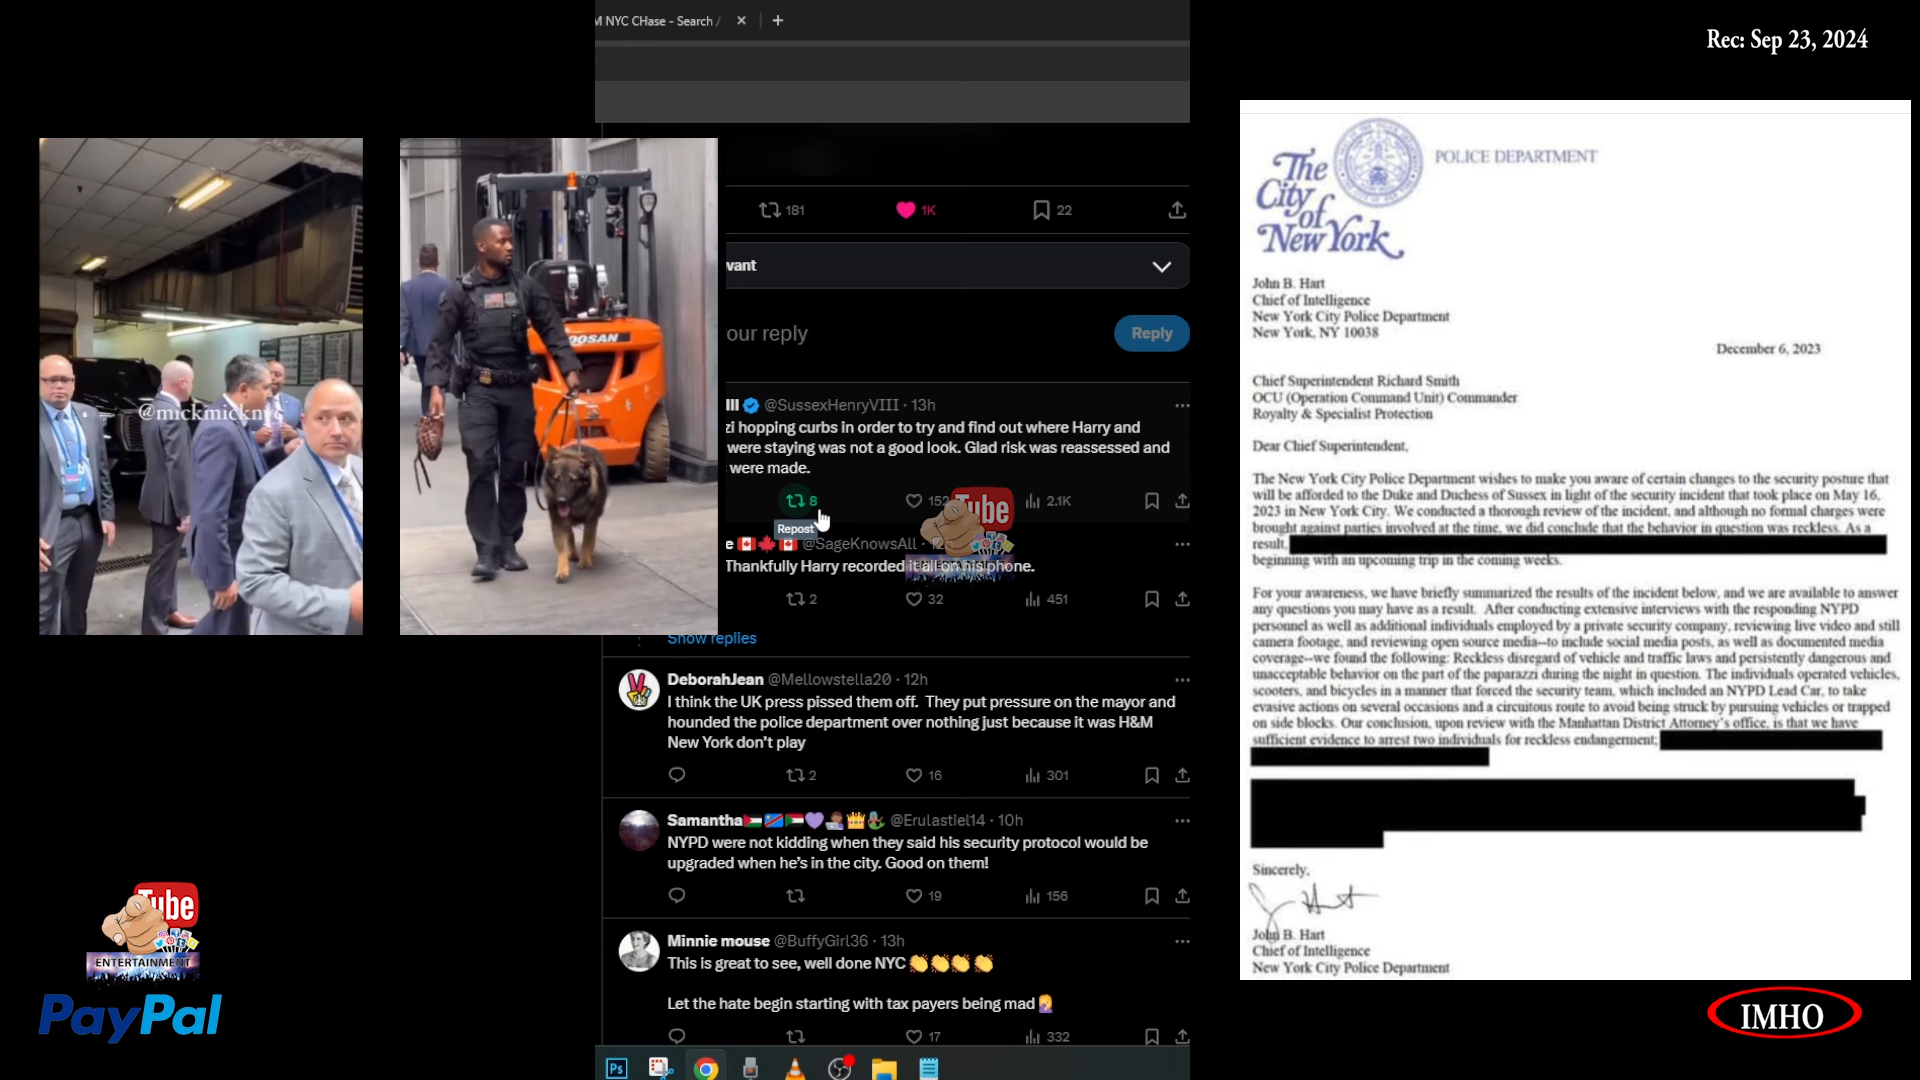 M NYC CHase - Search /
Rec: Sep 23, 2024
@mickmicknyc
DOOSAN
181
1K
22
vant
our reply
Reply
III @SussexHenryVIII · 13h
zi hopping curbs in order to try and find out where Harry and
were staying was not a good look. Glad risk was reassessed and
were made.
8
152
2.1K
Repost
e @SageKnowsAll · 12h
Thankfully Harry recorded it all on his phone.
2
32
451
Show replies
DeborahJean @Mellowstella20 · 12h
I think the UK press pissed them off. They put pressure on the mayor and
hounded the police department over nothing just because it was H&M
New York don't play
2
16
301
Samantha @Erulastiel14 · 10h
NYPD were not kidding when they said his security protocol would be
upgraded when he's in the city. Good on them!
19
156
Minnie mouse @BuffyGirl36 · 13h
This is great to see, well done NYC
Let the hate begin starting with tax payers being mad
17
332
Ps
Tube
Tube
ENTERTAINMENT
PayPal
The
City
of
New York
POLICE DEPARTMENT
John B. Hart
Chief of Intelligence
New York City Police Department
New York, NY 10038
December 6, 2023
Chief Superintendent Richard Smith
OCU (Operation Command Unit) Commander
Royalty & Specialist Protection
Dear Chief Superintendent,
The New York City Police Department wishes to make you aware of certain changes to the security posture that
will be afforded to the Duke and Duchess of Sussex in light of the security incident that took place on May 16,
2023 in New York City. We conducted a thorough review of the incident, and although no formal charges were
brought against parties involved at the time, we did conclude that the behavior in question was reckless. As a
result,
beginning with an upcoming trip in the coming weeks.
For your awareness, we have briefly summarized the results of the incident below, and we are available to answer
any questions you may have as a result. After conducting extensive interviews with the responding NYPD
personnel as well as additional individuals employed by a private security company, reviewing live video and still
camera footage, and reviewing open source media--to include social media posts, as well as documented media
coverage--we found the following: Reckless disregard of vehicle and traffic laws and persistently dangerous and
unacceptable behavior on the part of the paparazzi during the night in question. The individuals operated vehicles,
scooters, and bicycles in a manner that forced the security team, which included an NYPD Lead Car, to take
evasive actions on several occasions and a circuitous route to avoid being struck by pursuing vehicles or trapped
on side blocks. Our conclusion, upon review with the Manhattan District Attorney's office, is that we have
sufficient evidence to arrest two individuals for reckless endangerment;
Sincerely,
John B. Hart
Chief of Intelligence
New York City Police Department
IMHO